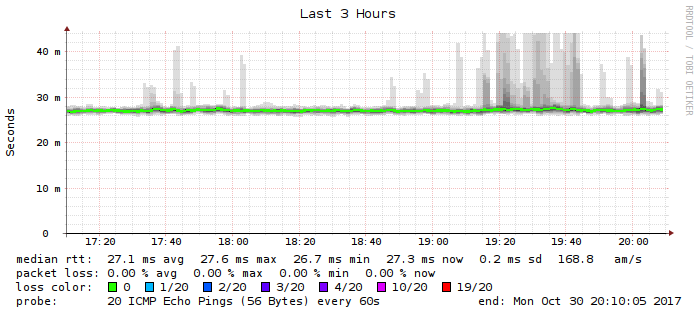 Last 3 Hours
RRDTOOL / TOBI OETIKER
Seconds
40 m
30 m
20 m
10 m
0
17:20 17:40 18:00 18:20 18:40 19:00 19:20 19:40 20:00
median rtt: 27.1 ms avg 27.6 ms max 26.7 ms min 27.3 ms now 0.2 ms sd 168.8 am/s
packet loss: 0.00 % avg 0.00 % max 0.00 % min 0.00 % now
loss color: 0 1/20 2/20 3/20 4/20 10/20 19/20
probe: 20 ICMP Echo Pings (56 Bytes) every 60s end: Mon Oct 30 20:10:05 2017